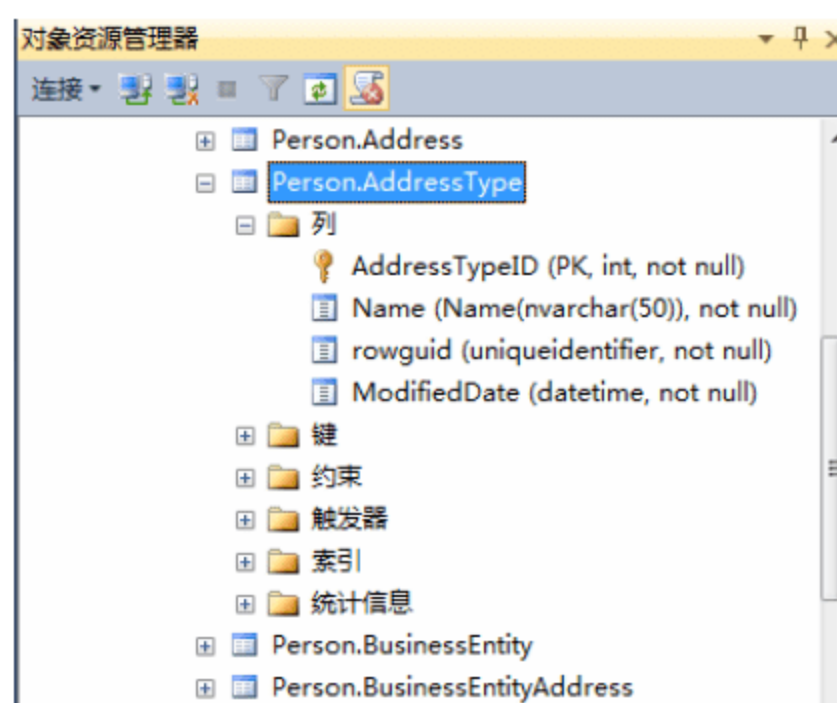 对象资源管理器
连接
Person.Address
Person.AddressType
列
AddressTypeID (PK, int, not null)
Name (Name(nvarchar(50)), not null)
rowguid (uniqueidentifier, not null)
ModifiedDate (datetime, not null)
键
约束
触发器
索引
统计信息
Person.BusinessEntity
Person.BusinessEntityAddress